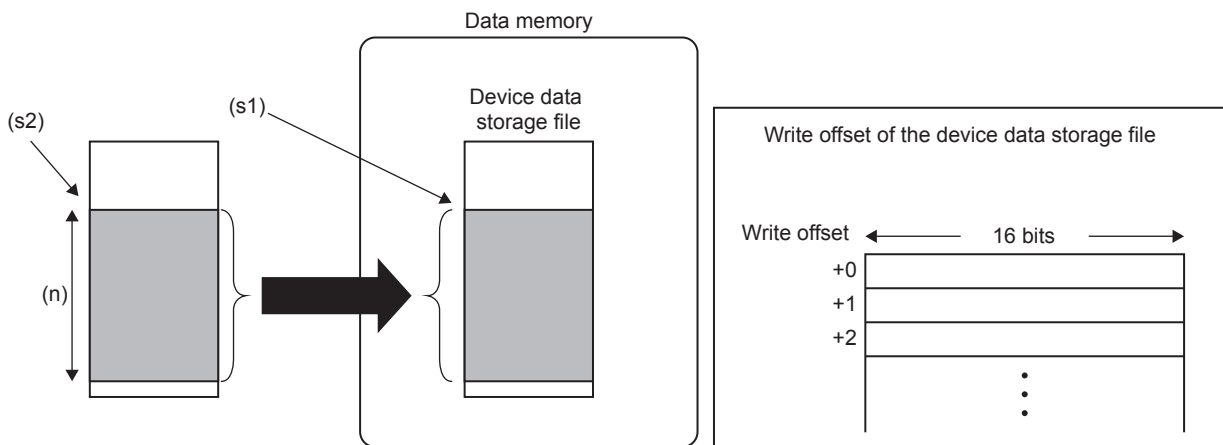 Data memory
(s2)
(s1)
Device data
storage file
(n)
Write offset of the device data storage file
Write offset
16 bits
+0
+1
+2